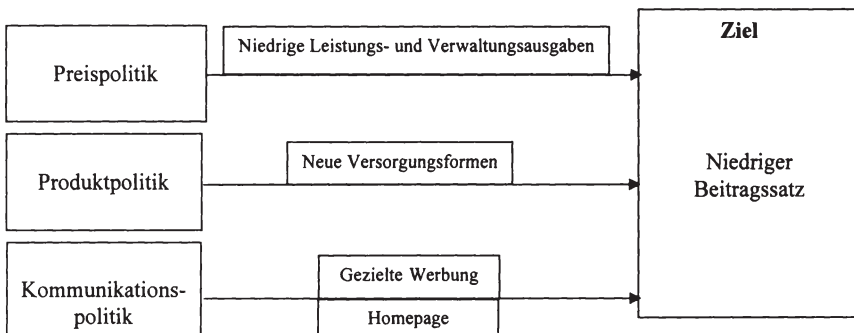 Niedrige Leistungs- und Verwaltungsausgaben
Ziel
Preispolitik
Neue Versorgungsformen
Produktpolitik
Niedriger
Beitragssatz
Gezielte Werbung
Kommunikations-
politik
Homepage